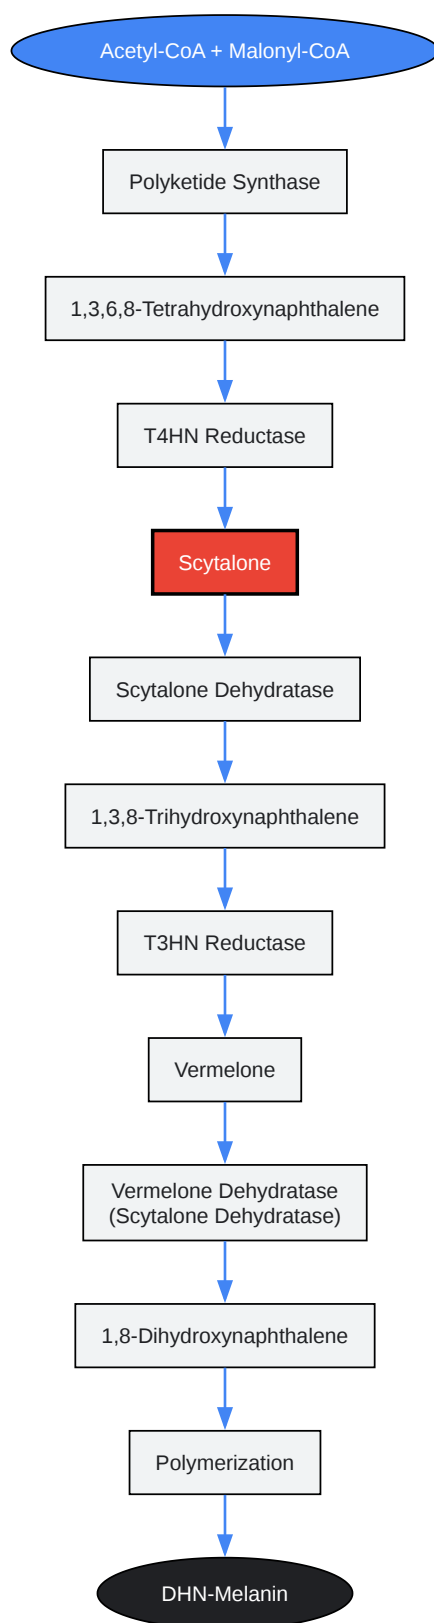 Acetyl-CoA + Malonyl-CoA
Polyketide Synthase
1,3,6,8-Tetrahydroxynaphthalene
T4HN Reductase
Scytalone
Scytalone Dehydratase
1,3,8-Trihydroxynaphthalene
T3HN Reductase
Vermelone
Vermelone Dehydratase
(Scytalone Dehydratase)
1,8-Dihydroxynaphthalene
Polymerization
DHN-Melanin